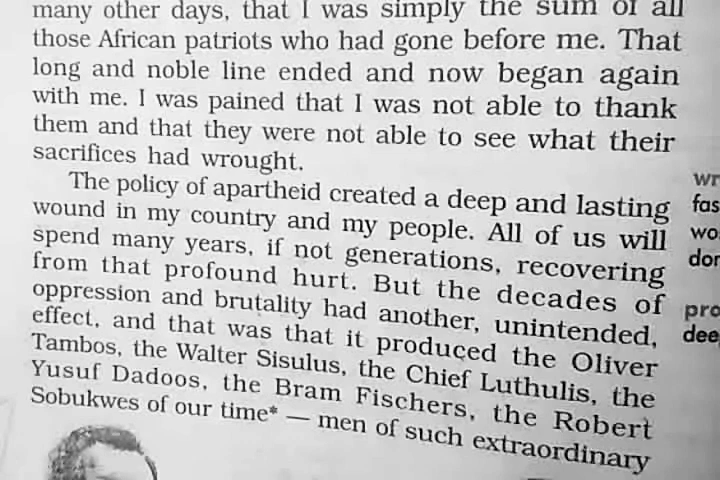 many other days, that I was simply the sum of all
those African patriots who had gone before me. That
long and noble line ended and now began again
with me. I was pained that I was not able to thank
them and that they were not able to see what their
sacrifices had wrought.
The policy of apartheid created a deep and lasting
wound in my country and my people. All of us will
spend many years, if not generations, recovering
from that profound hurt. But the decades of
oppression and brutality had another, unintended,
effect, and that was that it produced the Oliver
Tambos, the Walter Sisulus, the Chief Luthulis, the
Yusuf Dadoos, the Bram Fischers, the Robert
Sobukwes of our time* — men of such extraordinary
wr
fas
wo
dor
pro
dee